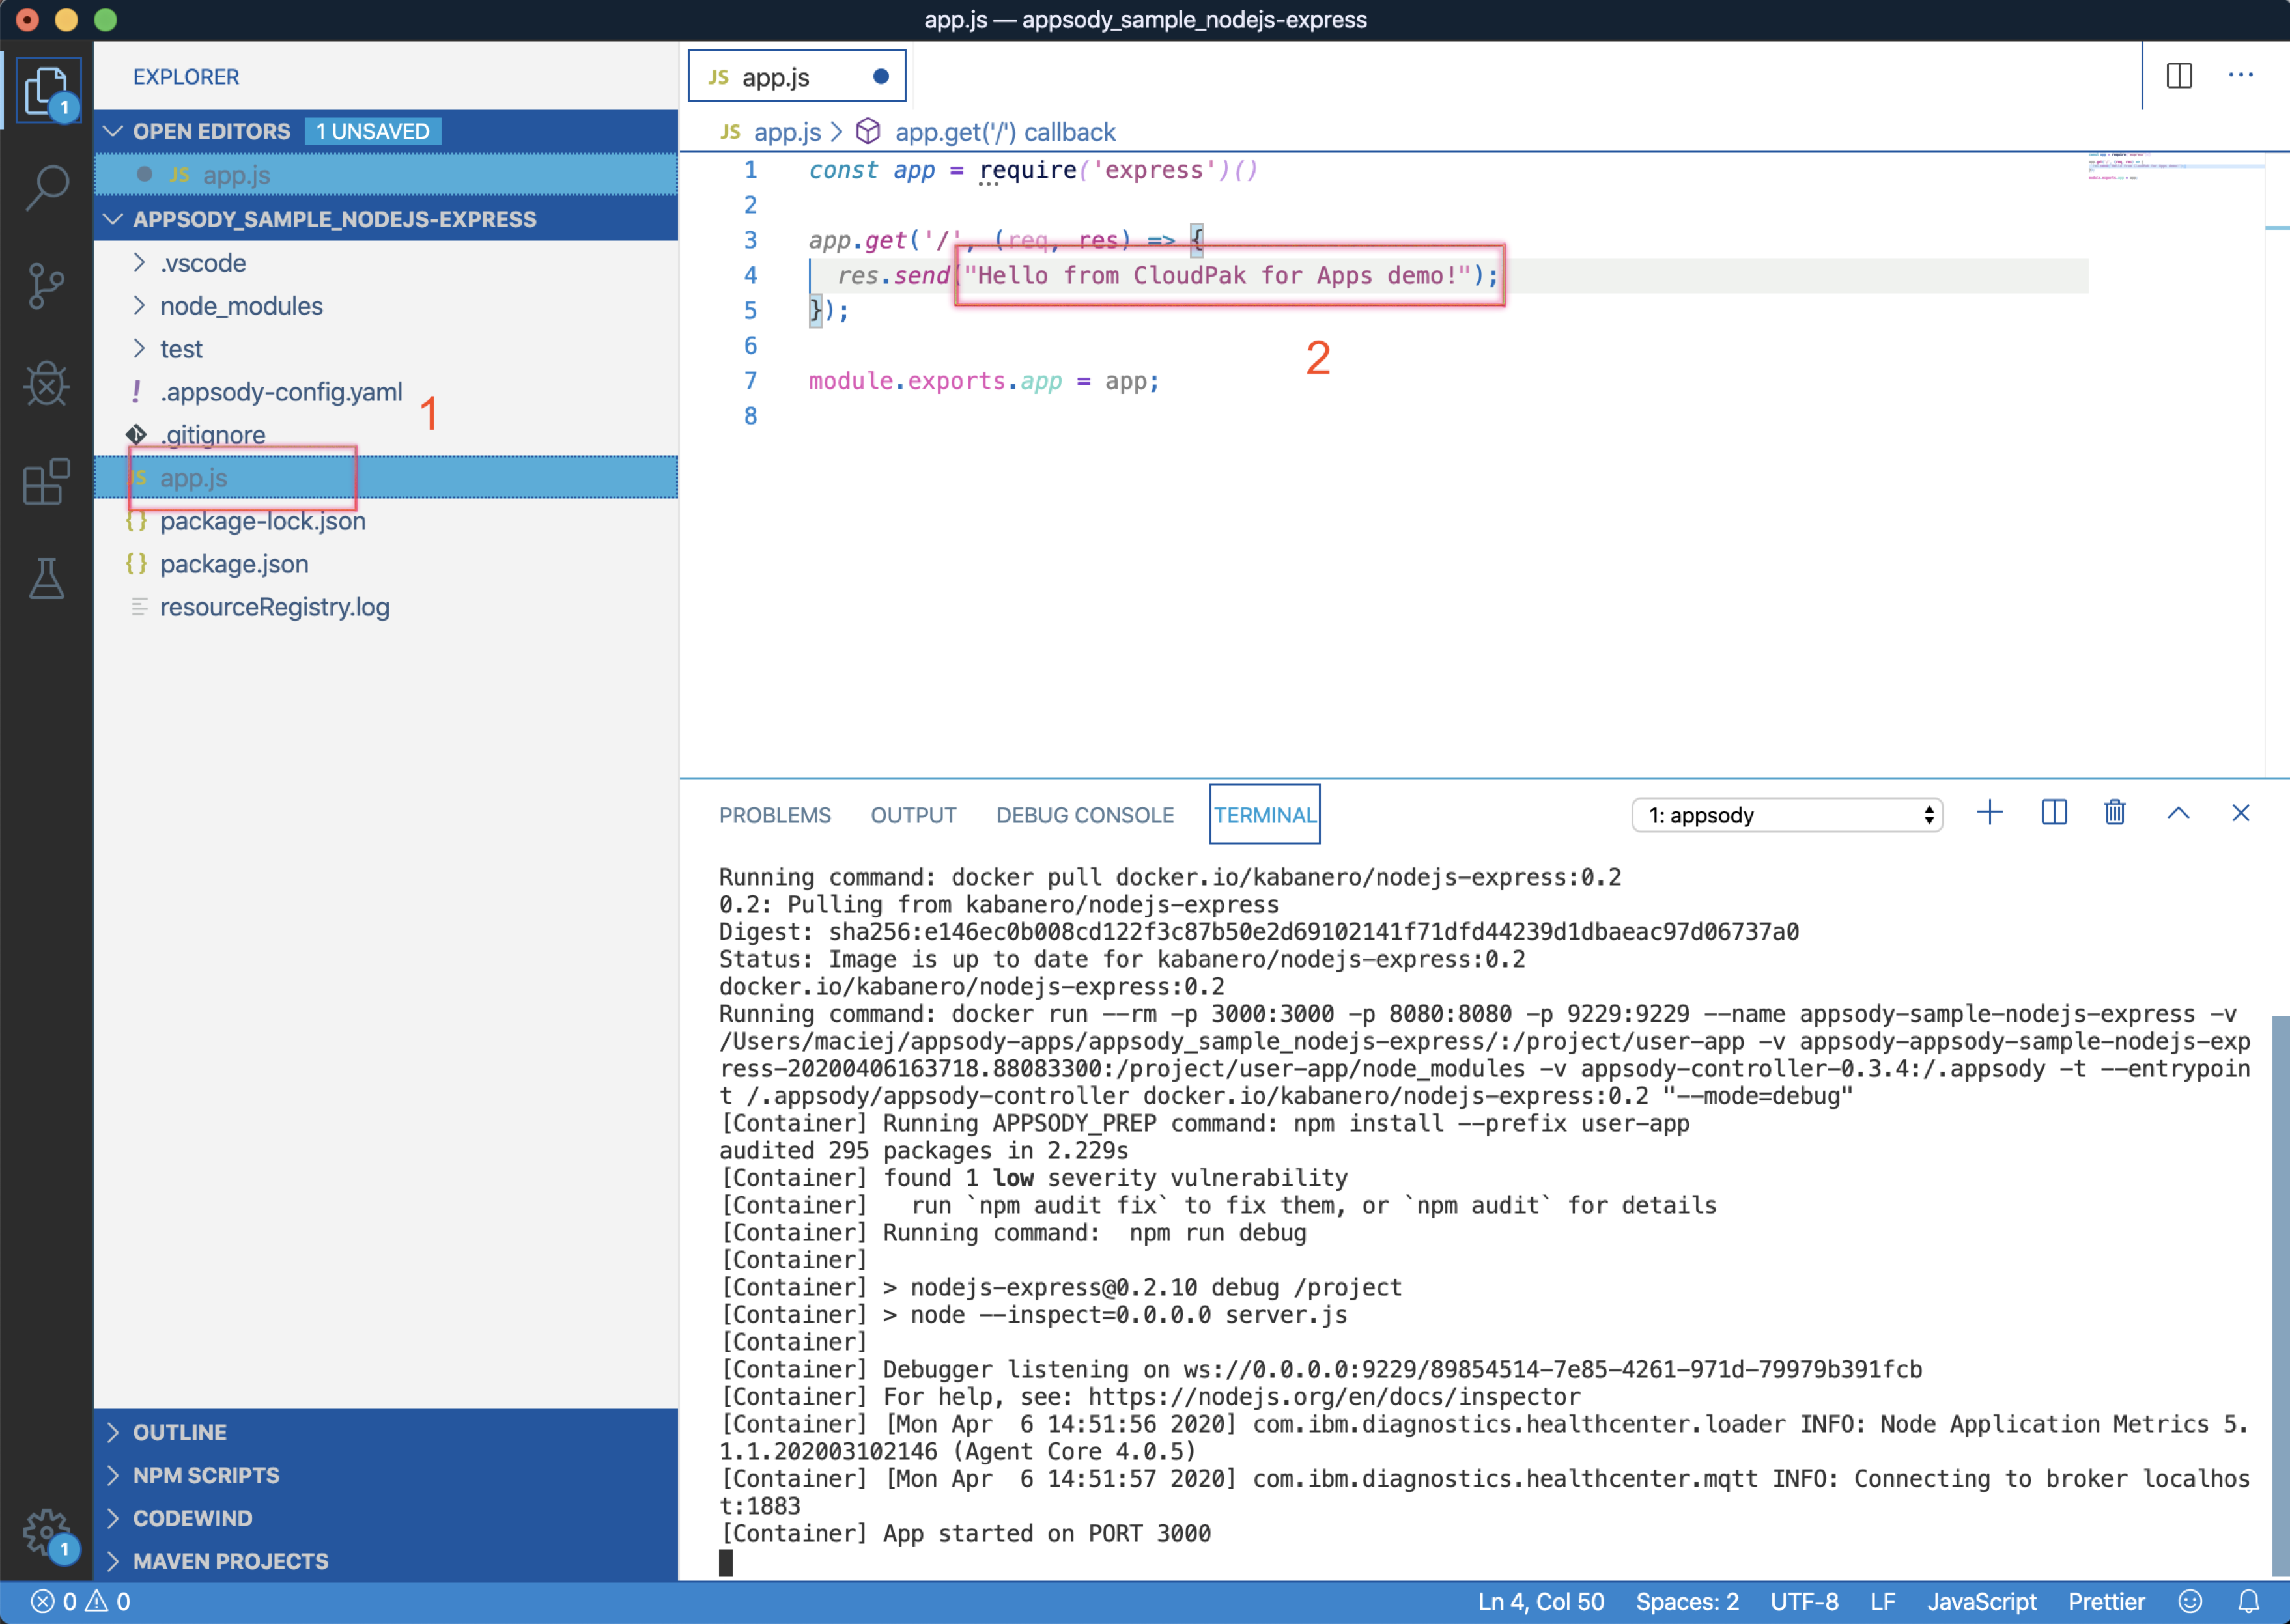 app.js — appsody_sample_nodejs-express
1
EXPLORER
OPEN EDITORS 1 UNSAVED
JS app.js
APPSODY_SAMPLE_NODEJS-EXPRESS
.vscode
node_modules
test
! .appsody-config.yaml
1
.gitignore
JS app.js
{} package-lock.json
{} package.json
resourceRegistry.log
OUTLINE
NPM SCRIPTS
CODEWIND
MAVEN PROJECTS
1
JS app.js
JS app.js > app.get('/') callback
1 const app = require('express')()
2
3 app.get('/', (req, res) => {
4 res.send("Hello from CloudPak for Apps demo!");
5 });
2
6
7 module.exports.app = app;
8
PROBLEMS OUTPUT DEBUG CONSOLE TERMINAL 1: appsody
Running command: docker pull docker.io/kabanero/nodejs-express:0.2
0.2: Pulling from kabanero/nodejs-express
Digest: sha256:e146ec0b008cd122f3c87b50e2d69102141f71dfd44239d1dbaeac97d06737a0
Status: Image is up to date for kabanero/nodejs-express:0.2
docker.io/kabanero/nodejs-express:0.2
Running command: docker run --rm -p 3000:3000 -p 8080:8080 -p 9229:9229 --name appsody-sample-nodejs-express -v
/Users/maciej/appsody-apps/appsody_sample_nodejs-express/:/project/user-app -v appsody-appsody-sample-nodejs-exp
ress-20200406163718.88083300:/project/user-app/node_modules -v appsody-controller-0.3.4:/.appsody -t --entrypoin
t /.appsody/appsody-controller docker.io/kabanero/nodejs-express:0.2 "--mode=debug"
[Container] Running APPSODY_PREP command: npm install --prefix user-app
audited 295 packages in 2.229s
[Container] found 1 low severity vulnerability
[Container]   run `npm audit fix` to fix them, or `npm audit` for details
[Container] Running command:  npm run debug
[Container]
[Container] > nodejs-express@0.2.10 debug /project
[Container] > node --inspect=0.0.0.0 server.js
[Container]
[Container] Debugger listening on ws://0.0.0.0:9229/89854514-7e85-4261-971d-79979b391fcb
[Container] For help, see: https://nodejs.org/en/docs/inspector
[Container] [Mon Apr  6 14:51:56 2020] com.ibm.diagnostics.healthcenter.loader INFO: Node Application Metrics 5.
1.1.202003102146 (Agent Core 4.0.5)
[Container] [Mon Apr  6 14:51:57 2020] com.ibm.diagnostics.healthcenter.mqtt INFO: Connecting to broker localhos
t:1883
[Container] App started on PORT 3000
0 0 Ln 4, Col 50 Spaces: 2 UTF-8 LF JavaScript Prettier